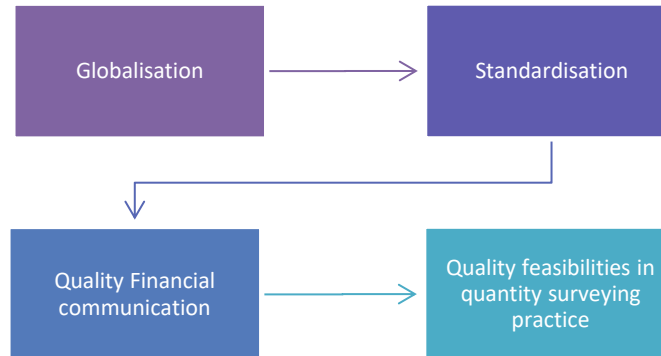 Globalisation
Standardisation
Quality Financial
communication
Quality feasibilities in
quantity surveying
practice